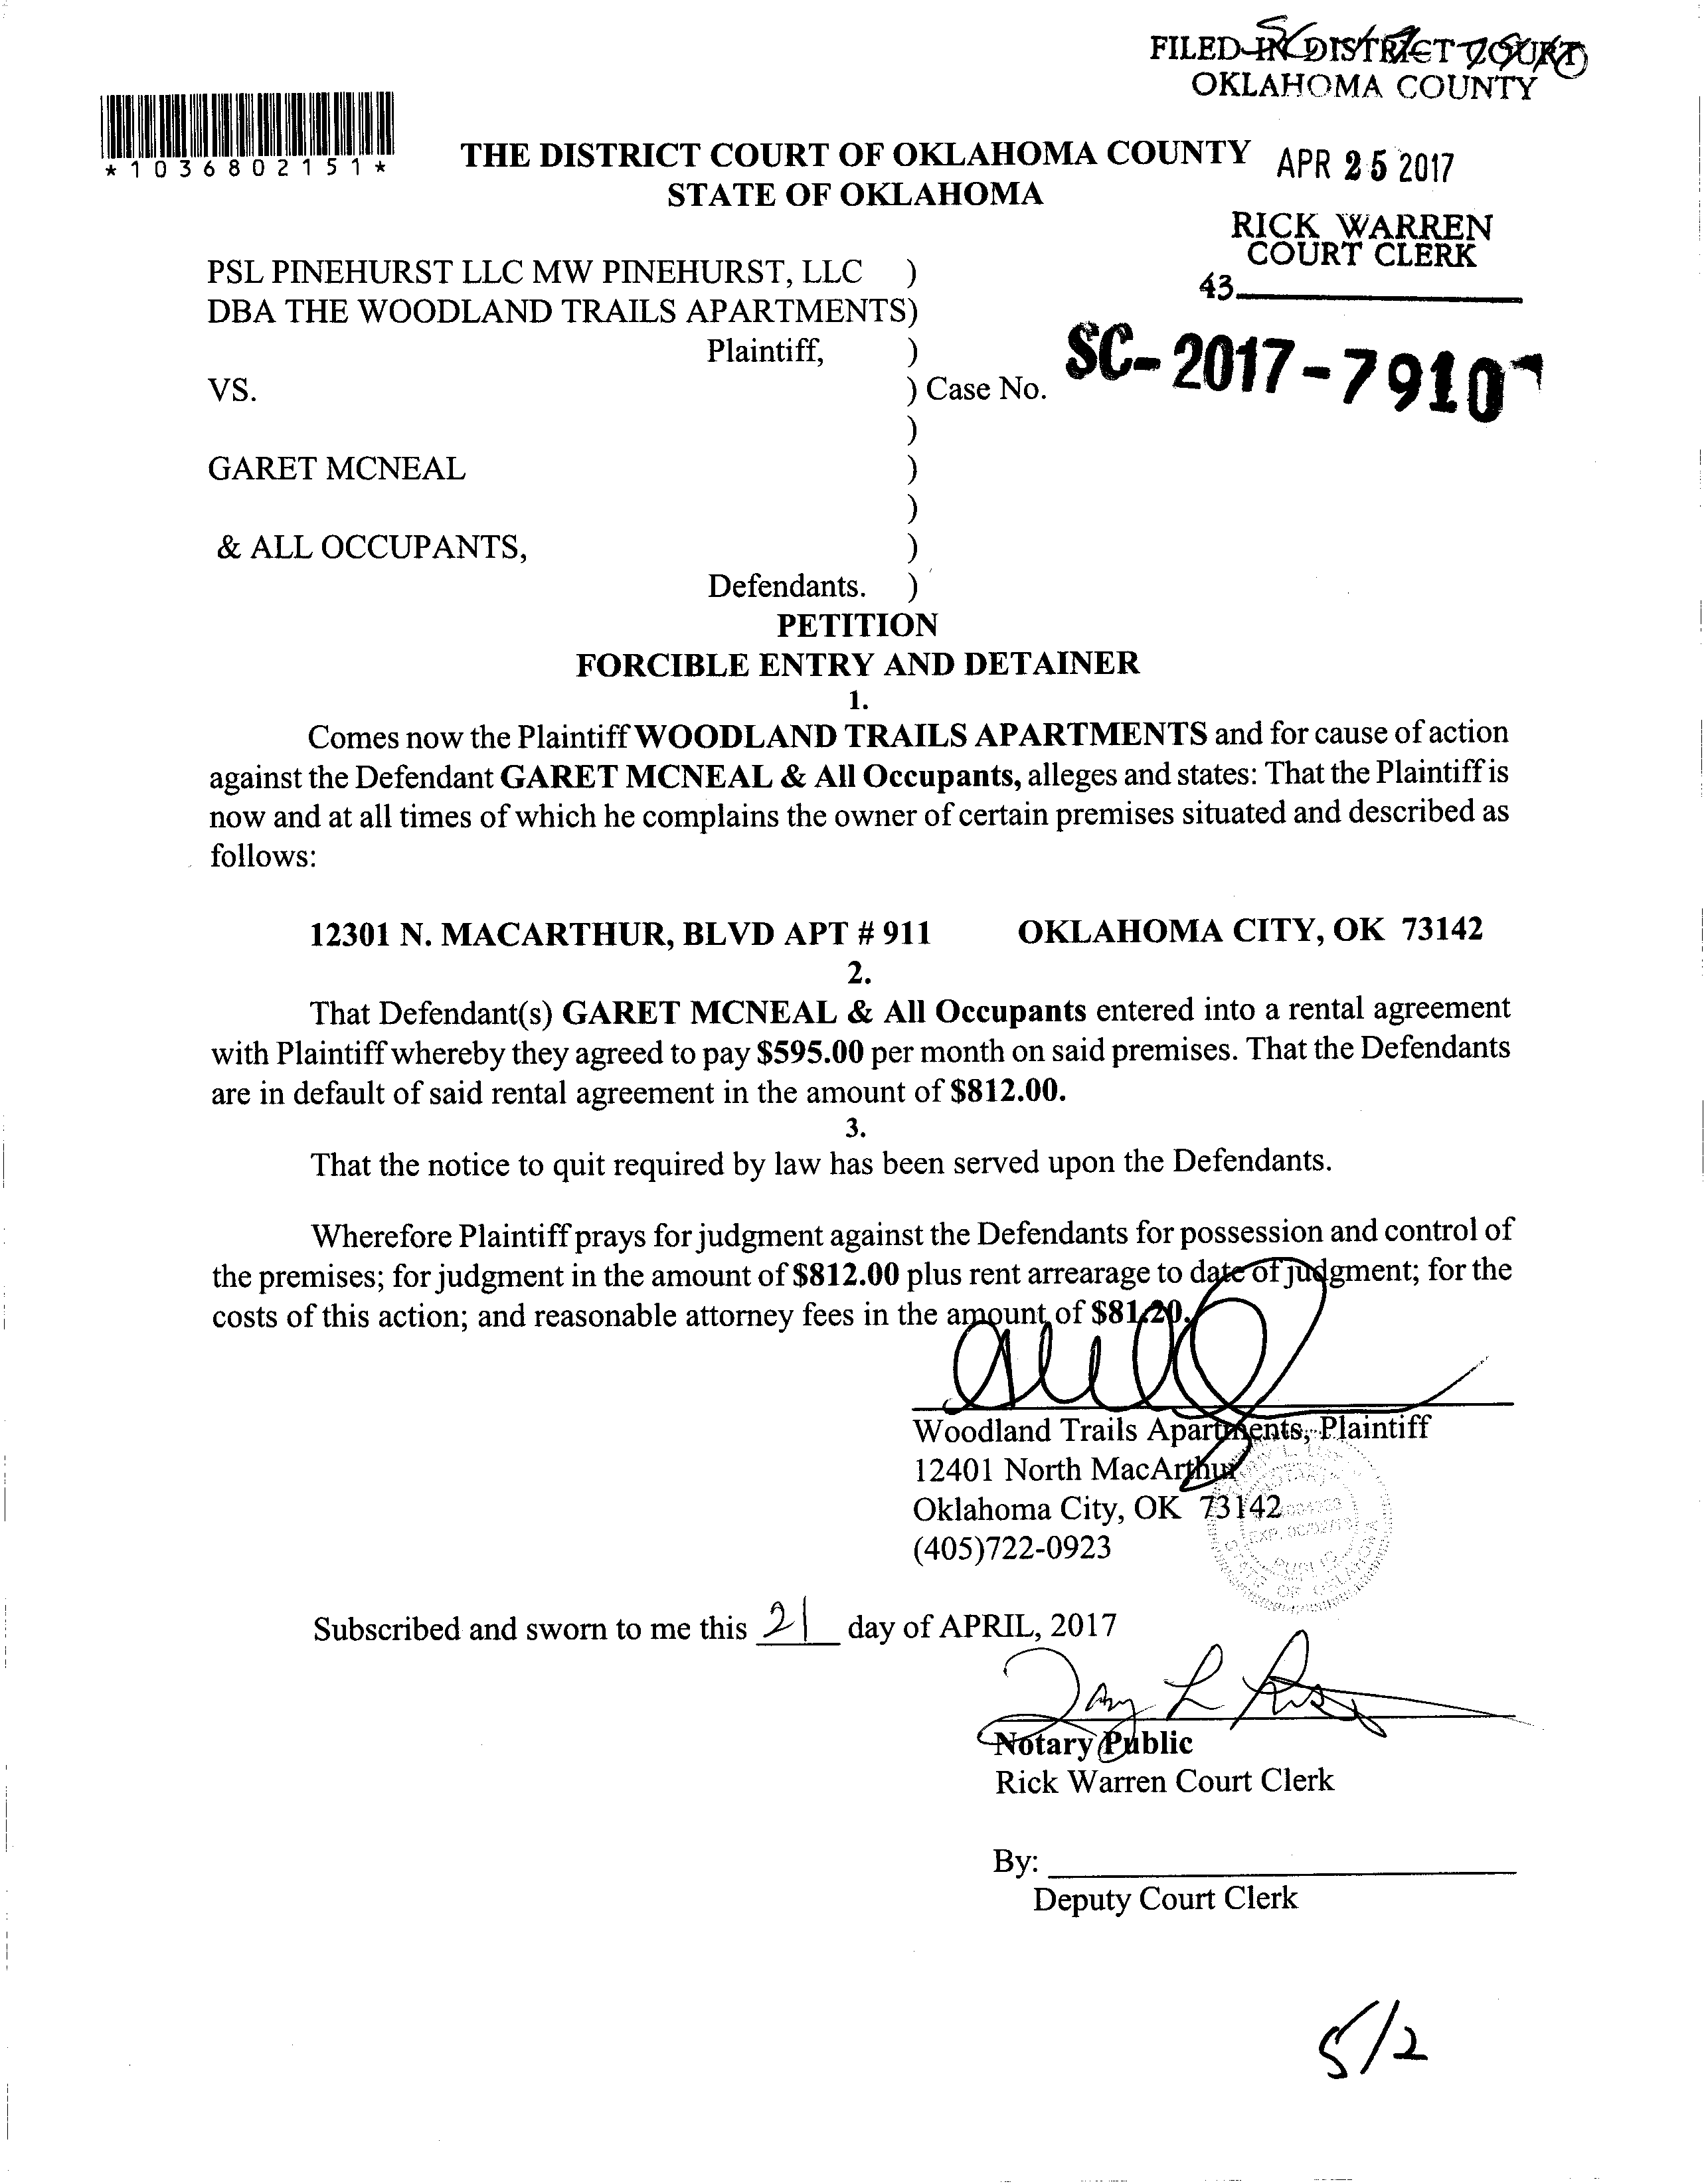 FILED IN DISTRICT COURT
OKLAHOMA COUNTY
*1036802151*
THE DISTRICT COURT OF OKLAHOMA COUNTY
STATE OF OKLAHOMA
APR 25 2017
RICK WARREN
COURT CLERK
43
PSL PINEHURST LLC MW PINEHURST, LLC )
DBA THE WOODLAND TRAILS APARTMENTS)
Plaintiff, )
VS. ) Case No. SC-2017-7910
)
GARET MCNEAL )
)
& ALL OCCUPANTS, )
Defendants. )
PETITION
FORCIBLE ENTRY AND DETAINER
1.
Comes now the Plaintiff WOODLAND TRAILS APARTMENTS and for cause of action
against the Defendant GARET MCNEAL & All Occupants, alleges and states: That the Plaintiff is
now and at all times of which he complains the owner of certain premises situated and described as
follows:
12301 N. MACARTHUR, BLVD APT # 911 OKLAHOMA CITY, OK 73142
2.
That Defendant(s) GARET MCNEAL & All Occupants entered into a rental agreement
with Plaintiff whereby they agreed to pay $595.00 per month on said premises. That the Defendants
are in default of said rental agreement in the amount of $812.00.
3.
That the notice to quit required by law has been served upon the Defendants.
Wherefore Plaintiff prays for judgment against the Defendants for possession and control of
the premises; for judgment in the amount of $812.00 plus rent arrearage to date of judgment; for the
costs of this action; and reasonable attorney fees in the amount of $81.20.
Woodland Trails Apartments, Plaintiff
12401 North MacArthur
Oklahoma City, OK 73142
(405)722-0923
PUBLIC
STATE OF OKLAHOMA
Subscribed and sworn to me this 21 day of APRIL, 2017
Notary Public
Rick Warren Court Clerk
By:
Deputy Court Clerk
5/2